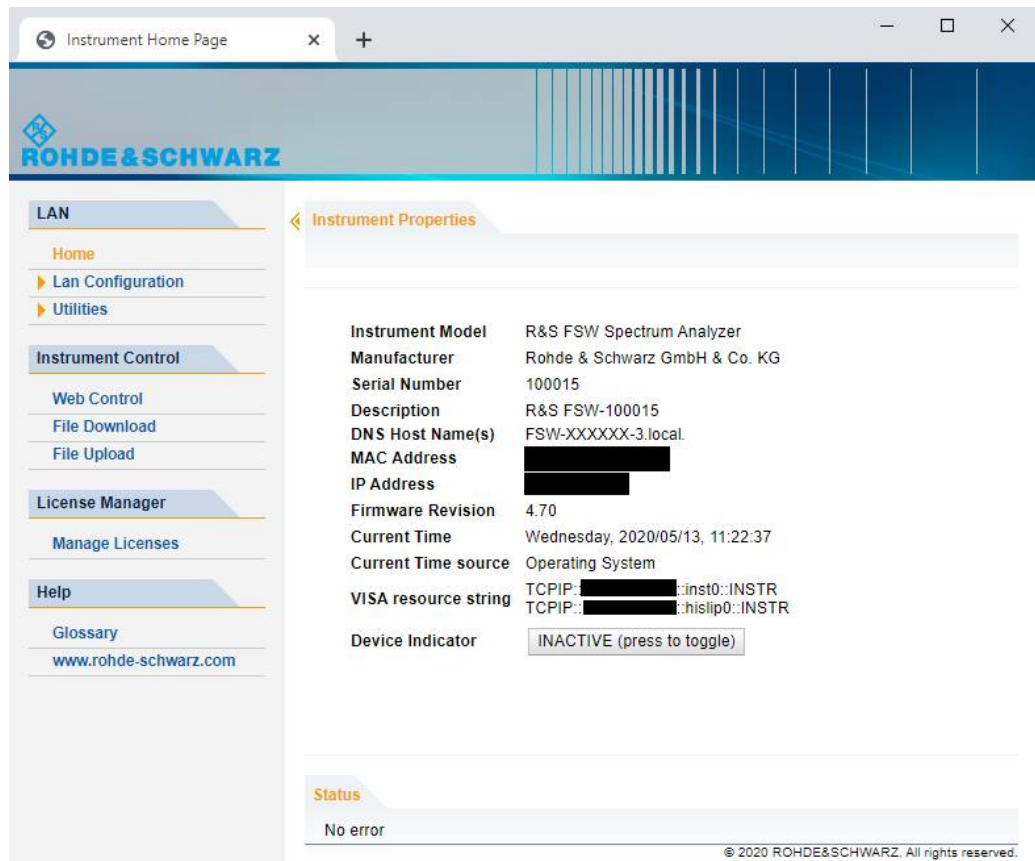 Instrument Home Page
R&S
ROHDE&SCHWARZ
LAN
Home
Lan Configuration
Utilities
Instrument Control
Web Control
File Download
File Upload
License Manager
Manage Licenses
Help
Glossary
www.rohde-schwarz.com
Instrument Properties
Instrument Model R&S FSW Spectrum Analyzer
Manufacturer Rohde & Schwarz GmbH & Co. KG
Serial Number 100015
Description R&S FSW-100015
DNS Host Name(s) FSW-XXXXXX-3.local.
MAC Address
IP Address
Firmware Revision 4.70
Current Time Wednesday, 2020/05/13, 11:22:37
Current Time source Operating System
VISA resource string TCPIP:: ::inst0::INSTR
TCPIP:: ::hislip0::INSTR
Device Indicator INACTIVE (press to toggle)
Status
No error
© 2020 ROHDE&SCHWARZ. All rights reserved.